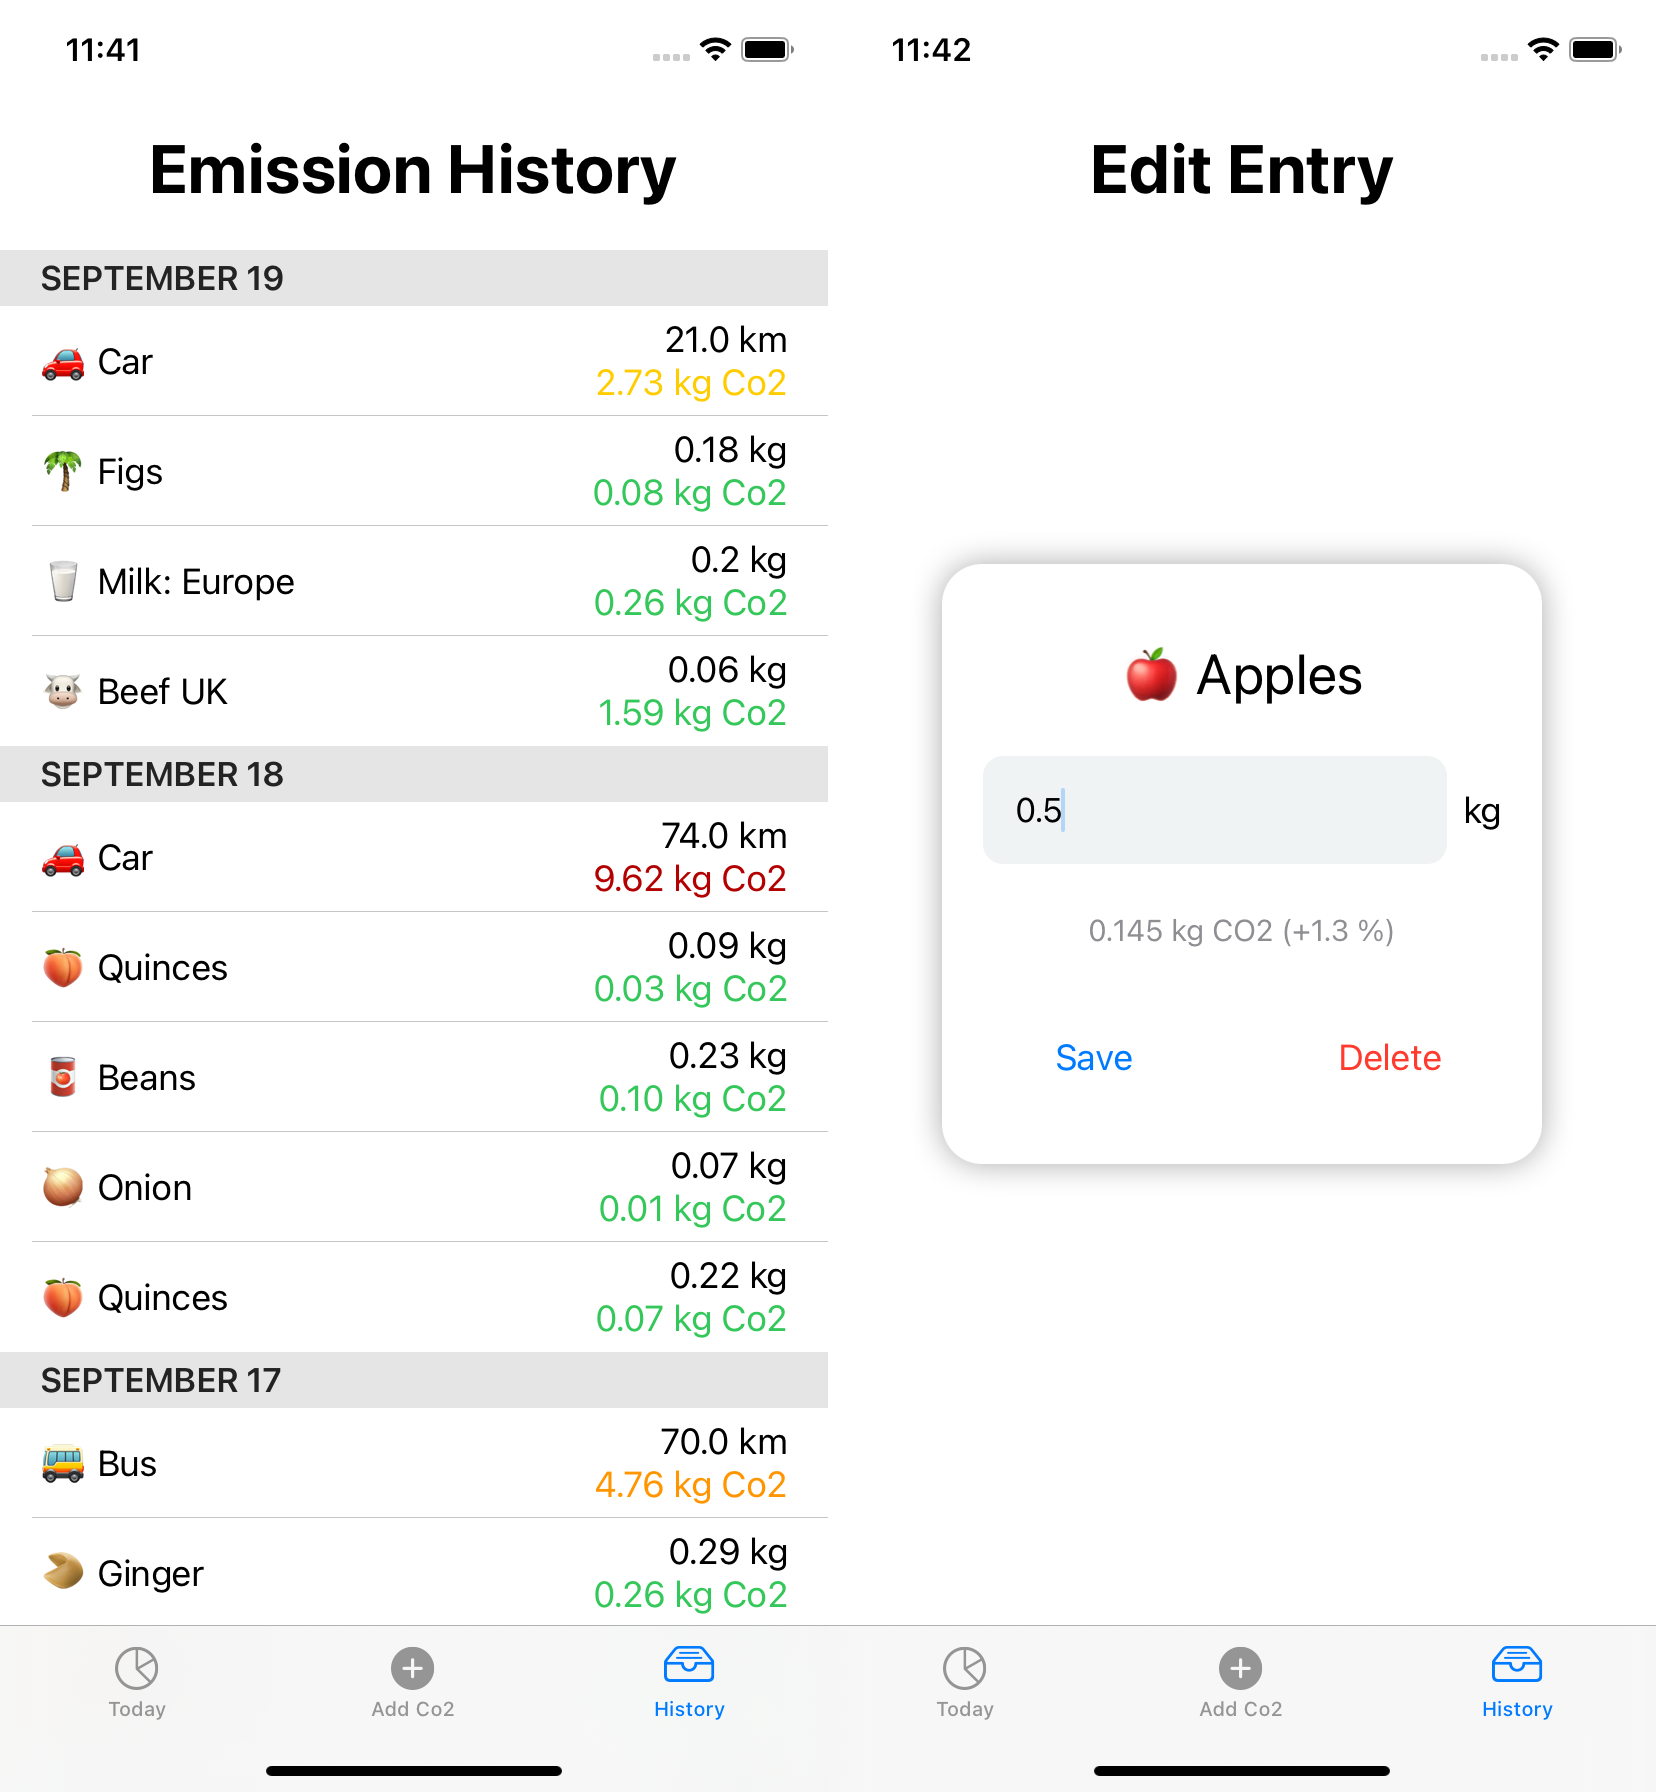 11:41
Emission History
SEPTEMBER 19
Car
21.0 km
2.73 kg Co2
Figs
0.18 kg
0.08 kg Co2
Milk: Europe
0.2 kg
0.26 kg Co2
Beef UK
0.06 kg
1.59 kg Co2
SEPTEMBER 18
Car
74.0 km
9.62 kg Co2
Quinces
0.09 kg
0.03 kg Co2
Beans
0.23 kg
0.10 kg Co2
Onion
0.07 kg
0.01 kg Co2
Quinces
0.22 kg
0.07 kg Co2
SEPTEMBER 17
Bus
70.0 km
4.76 kg Co2
Ginger
0.29 kg
0.26 kg Co2
Today
Add Co2
History
11:42
Edit Entry
Apples
0.5 kg
0.145 kg CO2 (+1.3 %)
Save
Delete
Today
Add Co2
History